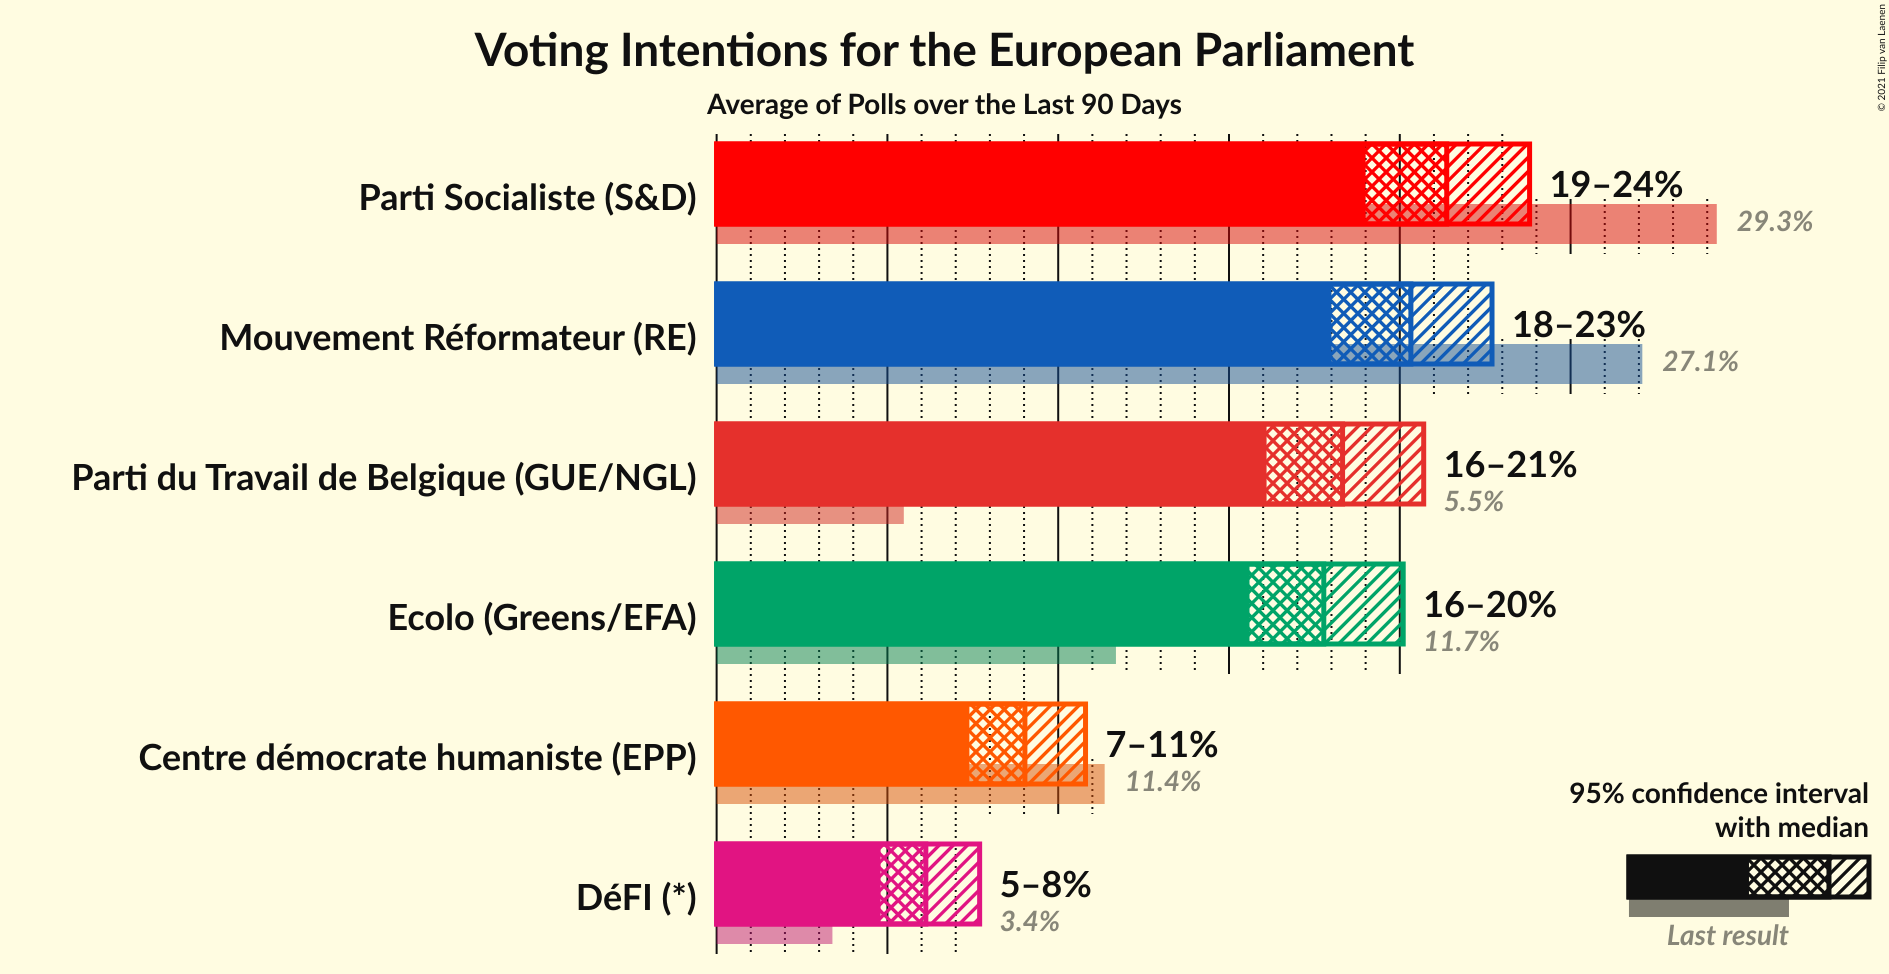 Voting Intentions for the European Parliament
Average of Polls over the Last 90 Days
© 2021 Filip van Laenen
Parti Socialiste (S&D)
19–24%
29.3%
Mouvement Réformateur (RE)
18–23%
27.1%
Parti du Travail de Belgique (GUE/NGL)
16–21%
5.5%
Ecolo (Greens/EFA)
16–20%
11.7%
Centre démocrate humaniste (EPP)
7–11%
11.4%
DéFI (*)
5–8%
3.4%
95% confidence interval
with median
Last result